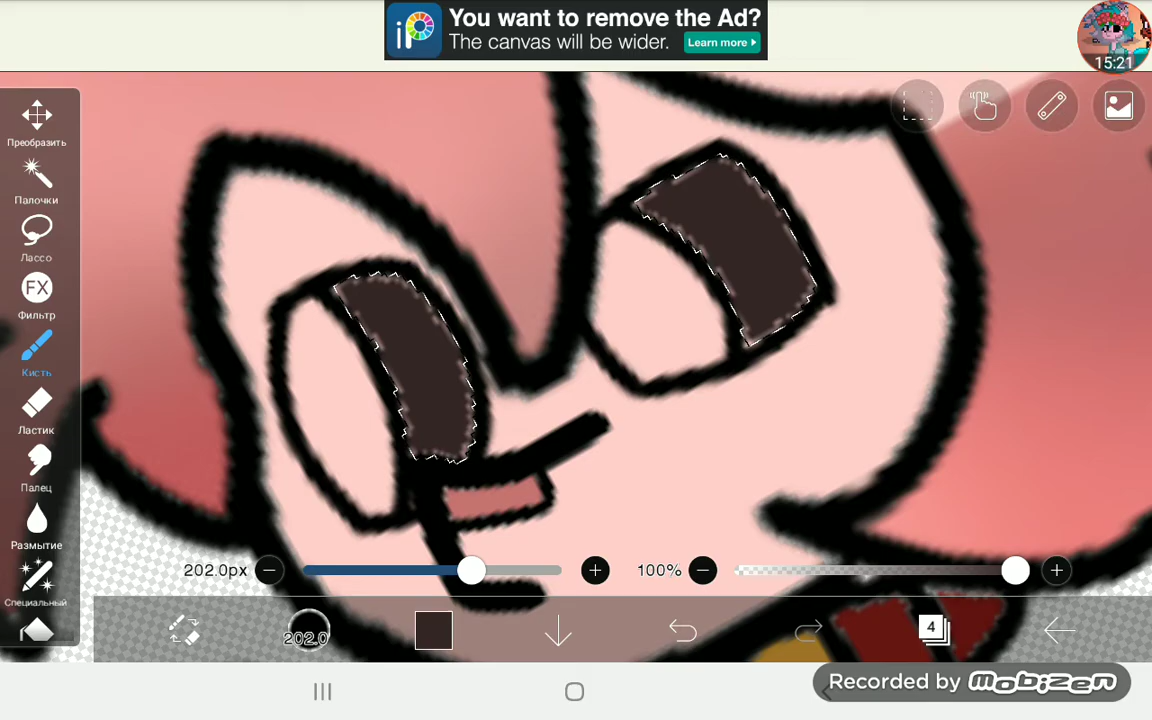 You want to remove the Ad?
The canvas will be wider.
Learn more
iP
15:21
Преобразить
Палочки
Лассо
FX
Фильтр
Кисть
Ластик
Палец
Размытие
Специальный
202.0px
100%
202.0
4
Recorded by mobizen